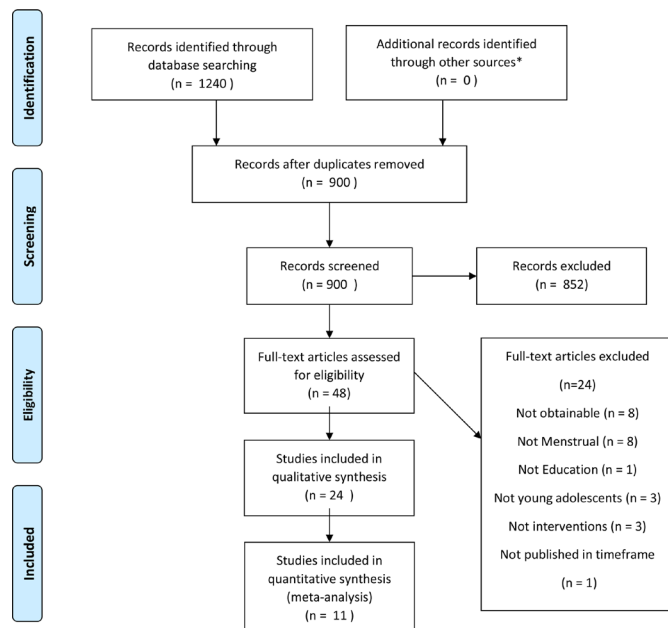 Identification
Records identified through
database searching
(n =  1240 )
Additional records identified
through other sources*
(n =  0 )
Records after duplicates removed
(n =  900 )
Screening
Records screened
(n =  900  )
Records excluded
(n =  852)
Eligibility
Full-text articles assessed
for eligibility
(n = 48)
Full-text articles excluded
(n=24)
Not obtainable (n = 8)
Not Menstrual (n = 8)
Not Education (n = 1)
Not young adolescents (n = 3)
Not interventions (n = 3)
Not published in timeframe
(n = 1)
Studies included in
qualitative synthesis
(n =  24  )
Included
Studies included in
quantitative synthesis
(meta-analysis)
(n =  11 )